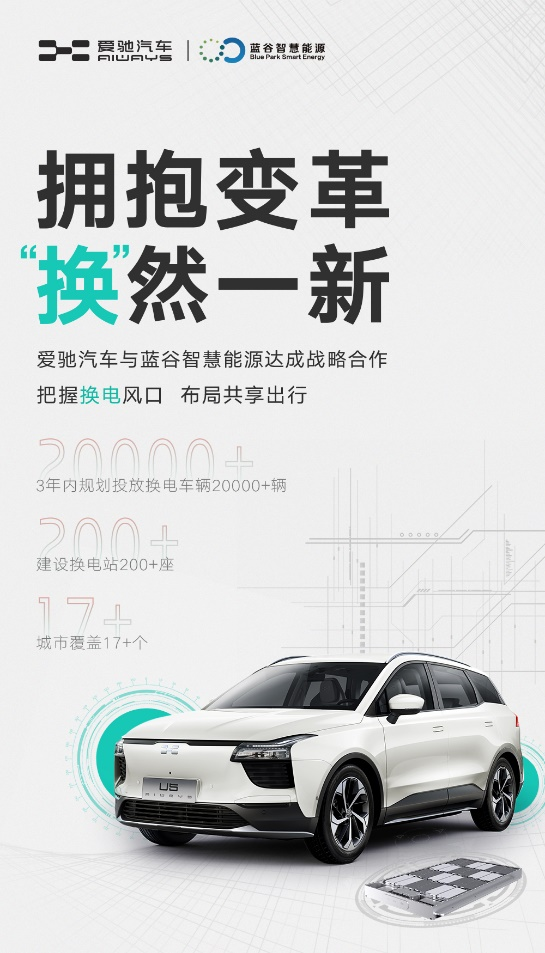 爱驰汽车
AIWAYS
蓝谷智慧能源
Blue Park Smart Energy
拥抱变革
“换”然一新
爱驰汽车与蓝谷智慧能源达成战略合作
把握换电风口 布局共享出行
20000+
3年内规划投放换电车辆20000+辆
200+
建设换电站200+座
17+
城市覆盖17+个
U5
AIWAYS